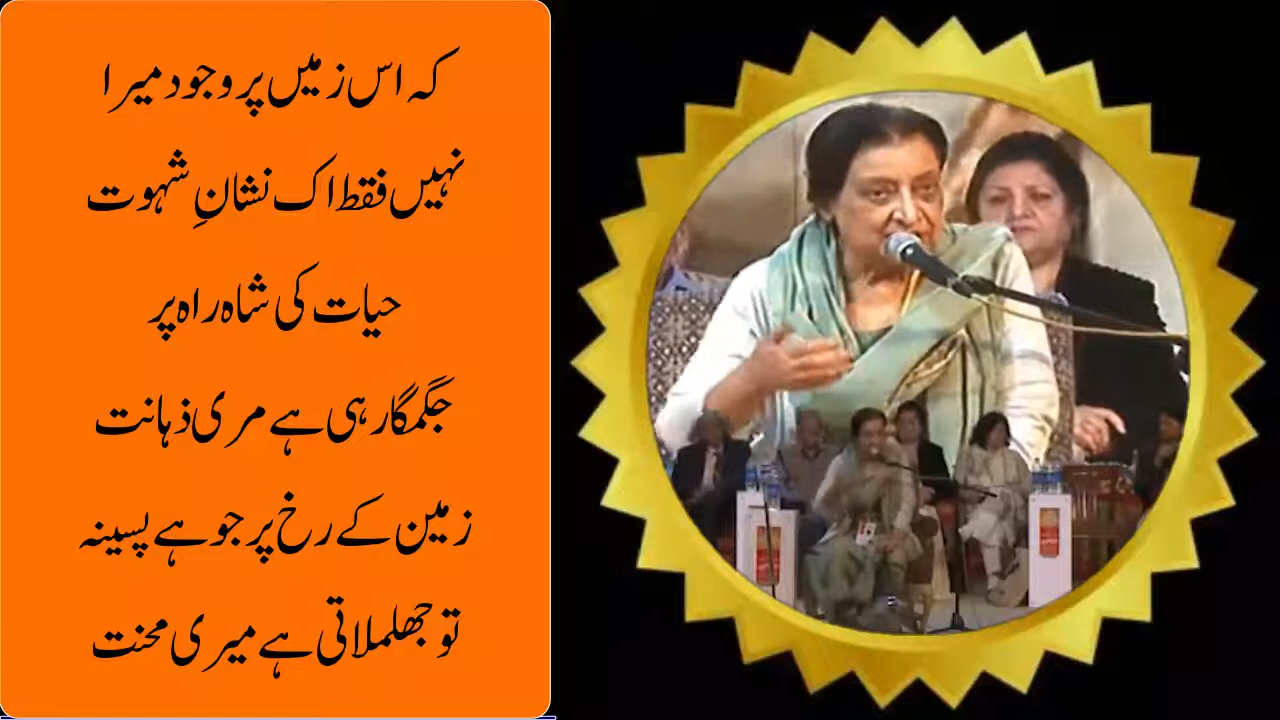 کہ اس زمیں پر وجود میرا
نہیں فقط اک نشانِ شہوت
حیات کی شاہ راہ پر
جگمگا رہی ہے مری ذہانت
زمین کے رخ پر جو ہے پسینہ
تو جھلملاتی ہے میری محنت